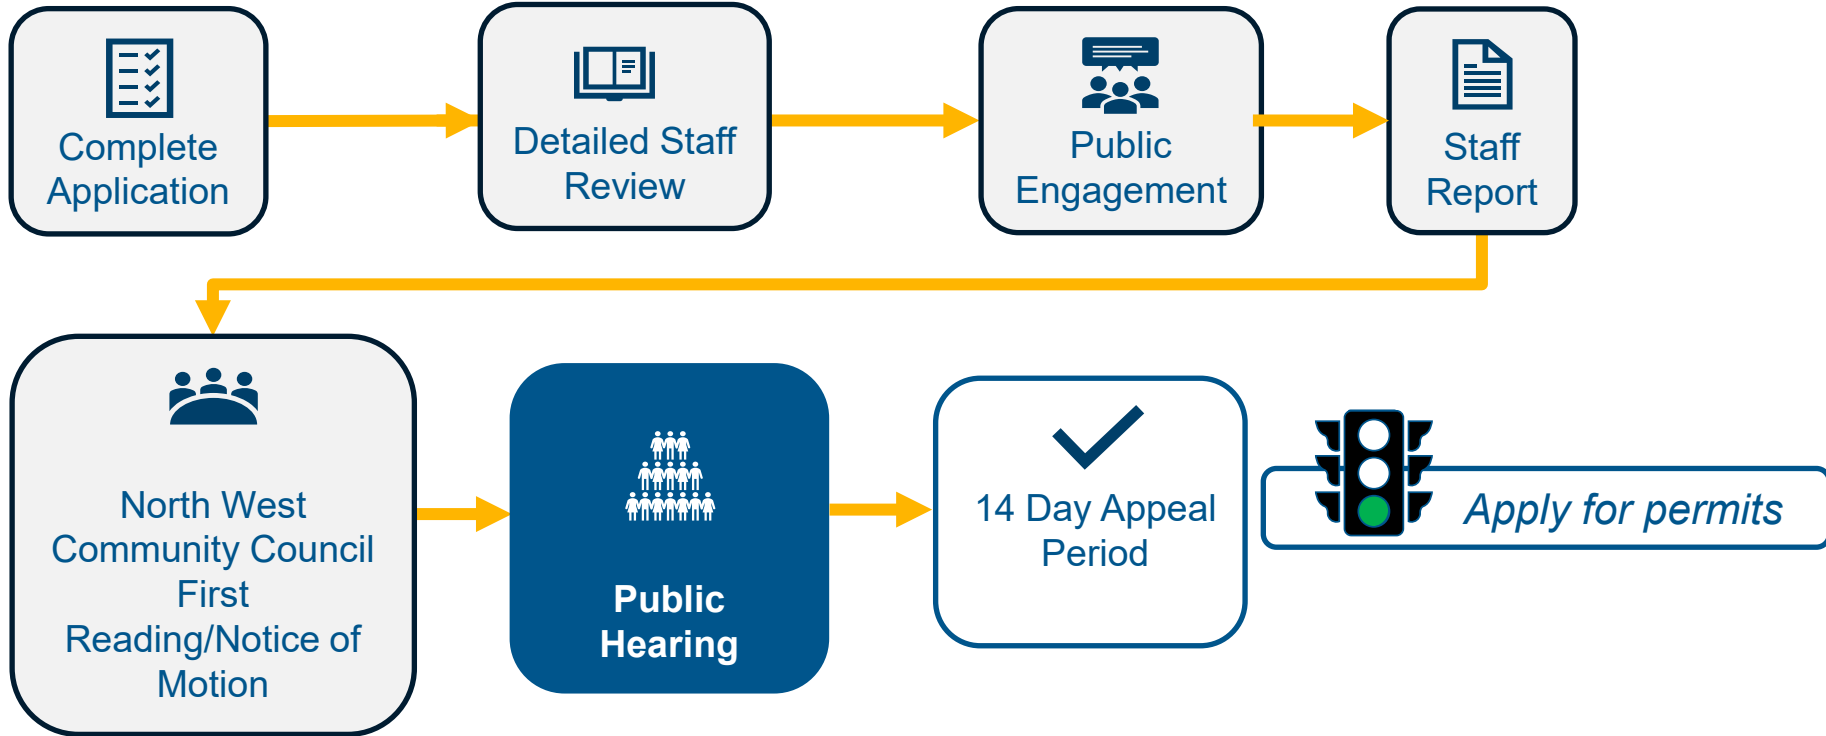 Complete
Application
Detailed Staff
Review
Public
Engagement
Staff
Report
North West
Community Council
First
Reading/Notice of
Motion
Public
Hearing
14 Day Appeal
Period
Apply for permits